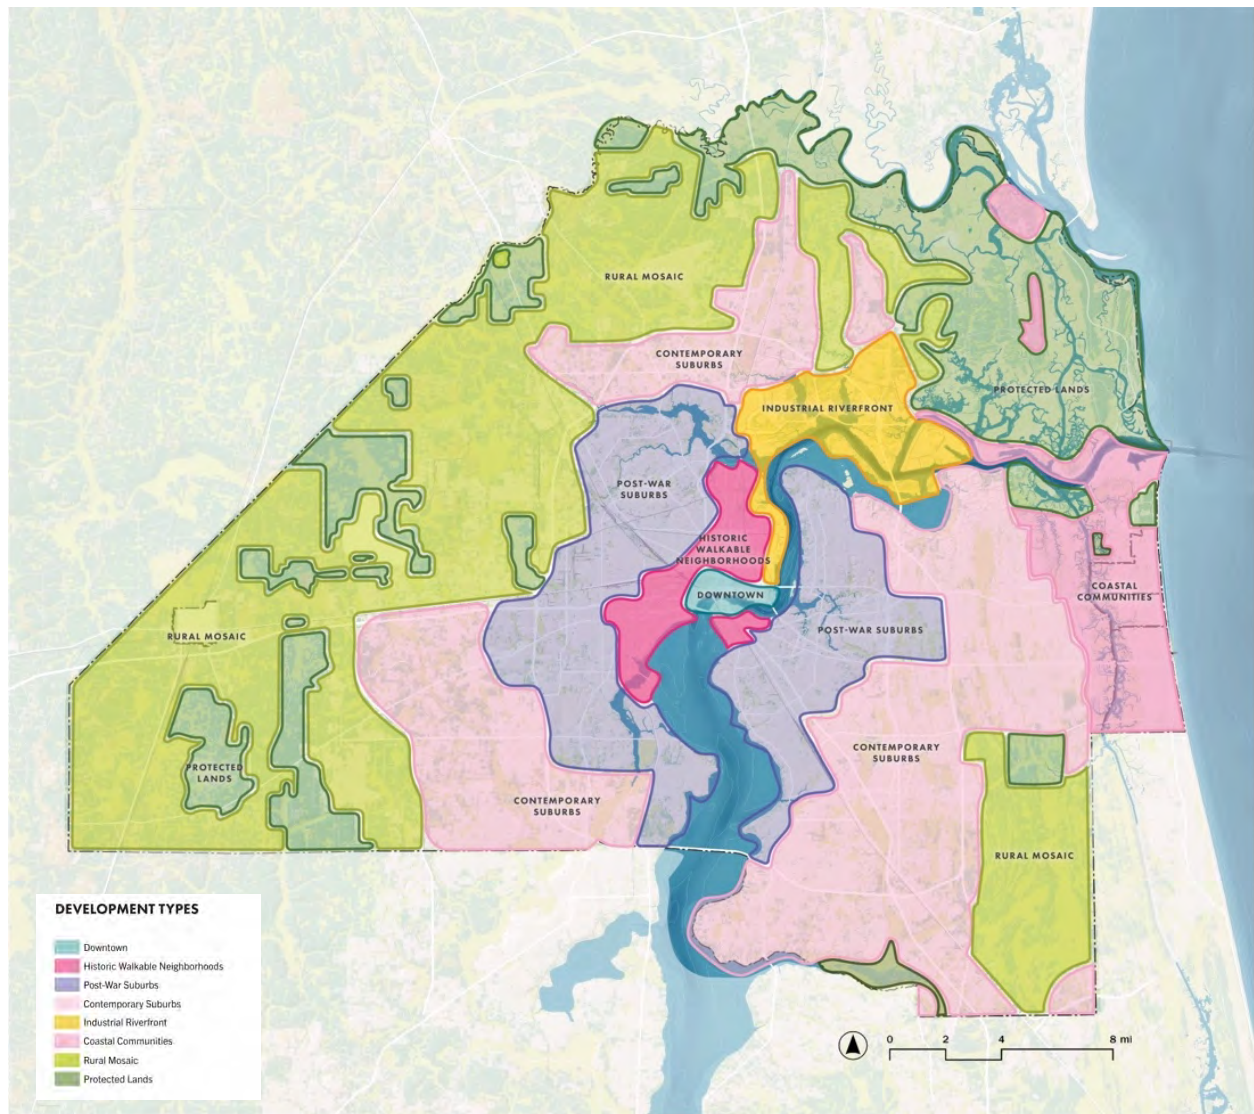 RURAL MOSAIC
CONTEMPORARY
SUBURBS
PROTECTED LANDS
INDUSTRIAL RIVERFRONT
POST-WAR
SUBURBS
HISTORIC
WALKABLE
NEIGHBORHOODS
DOWNTOWN
COASTAL
COMMUNITIES
RURAL MOSAIC
POST-WAR SUBURBS
CONTEMPORARY
SUBURBS
PROTECTED
LANDS
CONTEMPORARY
SUBURBS
RURAL MOSAIC
DEVELOPMENT TYPES
Downtown
Historic Walkable Neighborhoods
Post-War Suburbs
Contemporary Suburbs
Industrial Riverfront
Coastal Communities
Rural Mosaic
Protected Lands
0 2 4 8 mi